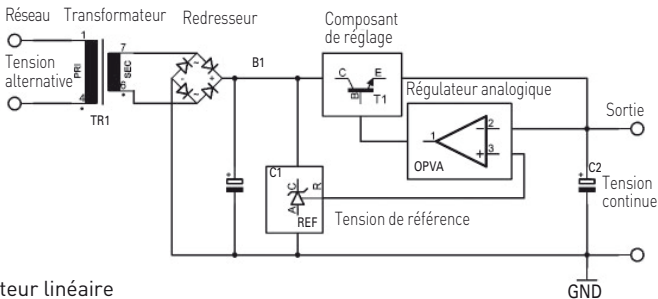 Réseau
Transformateur
Redresseur
Composant
de réglage
Tension
alternative
1
4
PRI
7
8
SEC
TR1
~
~
-
+
B1
C
E
B
T1
Régulateur analogique
1
2
3
-
+
OPVA
Sortie
+
C1
C
A
R
REF
Tension de référence
+
C2
Tension
continue
teur linéaire
GND